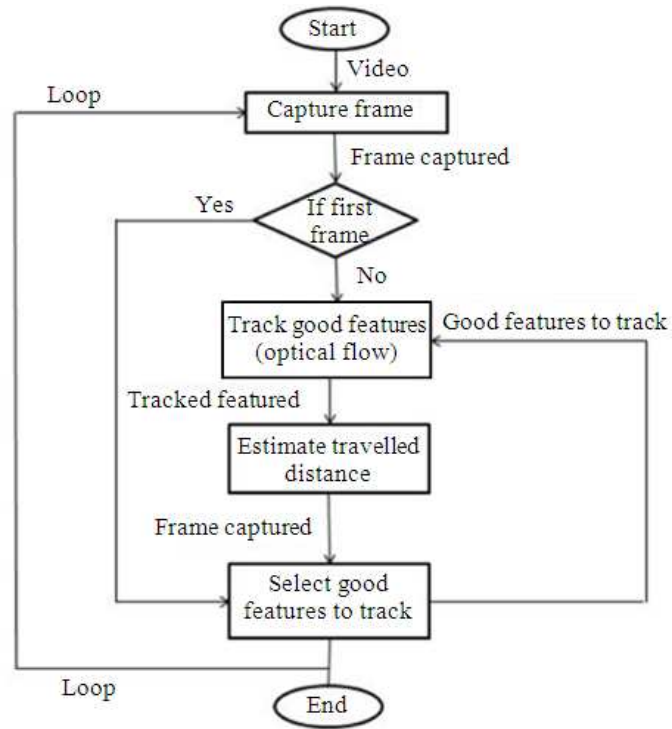 Start
Video
Loop
Capture frame
Frame captured
Yes
If first
frame
No
Track good features
(optical flow)
Good features to track
Tracked featured
Estimate travelled
distance
Frame captured
Select good
features to track
Loop
End